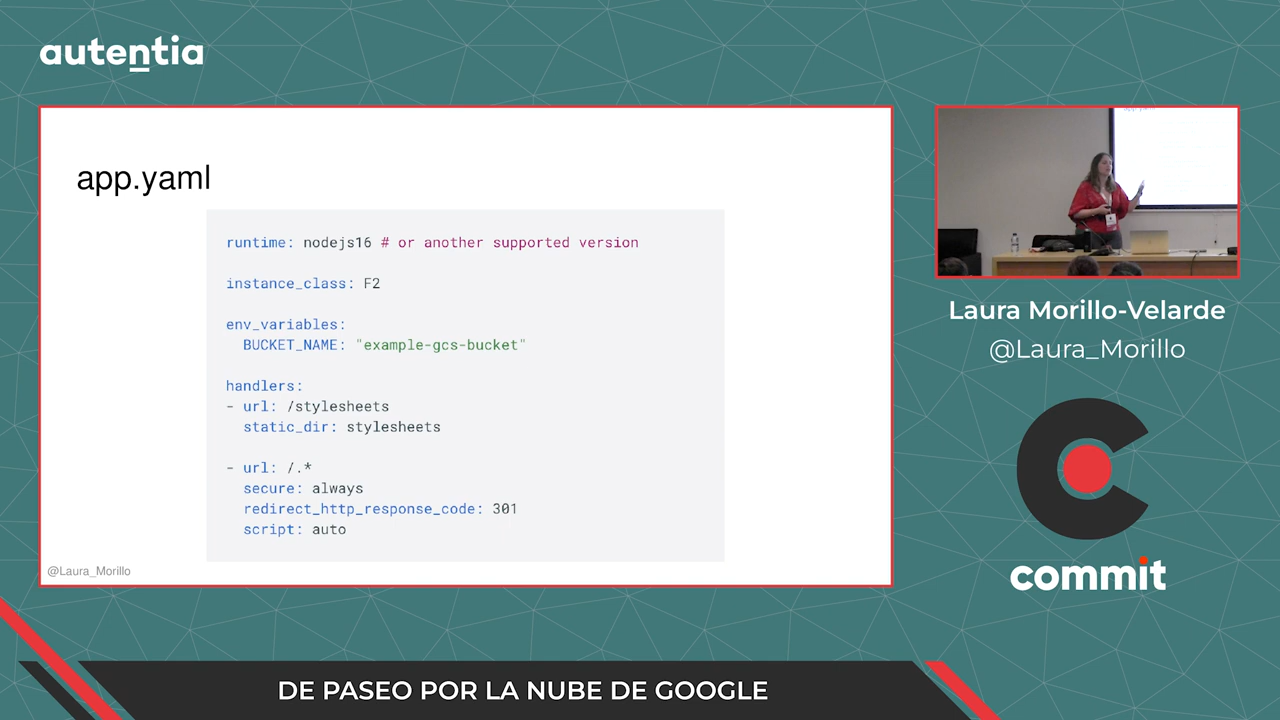 autentia
app.yaml
runtime: nodejs16 # or another supported version
instance_class: F2
env_variables:
BUCKET_NAME: "example-gcs-bucket"
handlers:
- url: /stylesheets
static_dir: stylesheets
- url: /.*
secure: always
redirect_http_response_code: 301
script: auto
@Laura_Morillo
Laura Morillo-Velarde
@Laura_Morillo
commit
DE PASEO POR LA NUBE DE GOOGLE